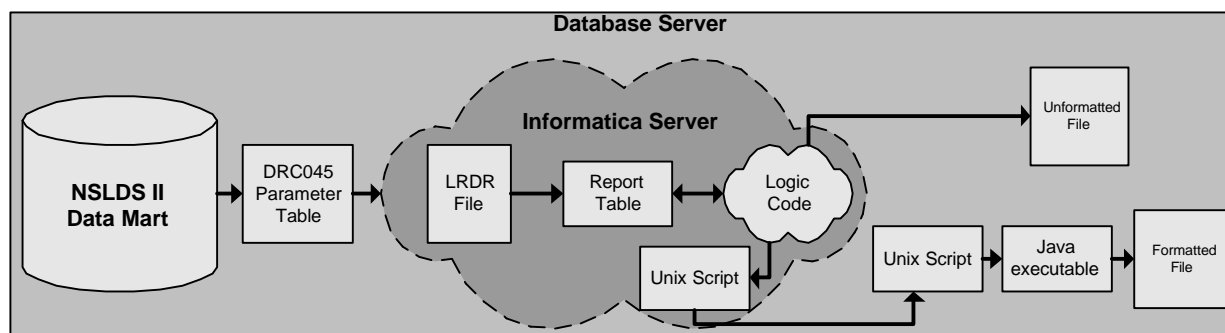 Database Server
Informatica Server
NSLDS II
Data Mart
DRC045
Parameter
Table
LRDR
File
Report
Table
Logic
Code
Unix Script
Unformatted
File
Unix Script
Java
executable
Formatted
File